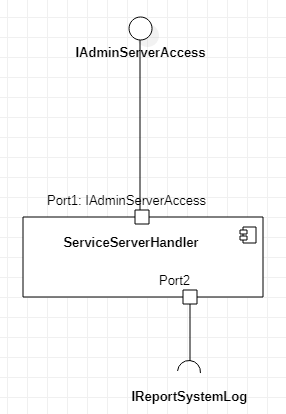 IAdminServerAccess
Port1: IAdminServerAccess
ServiceServerHandler
Port2
IReportSystemLog